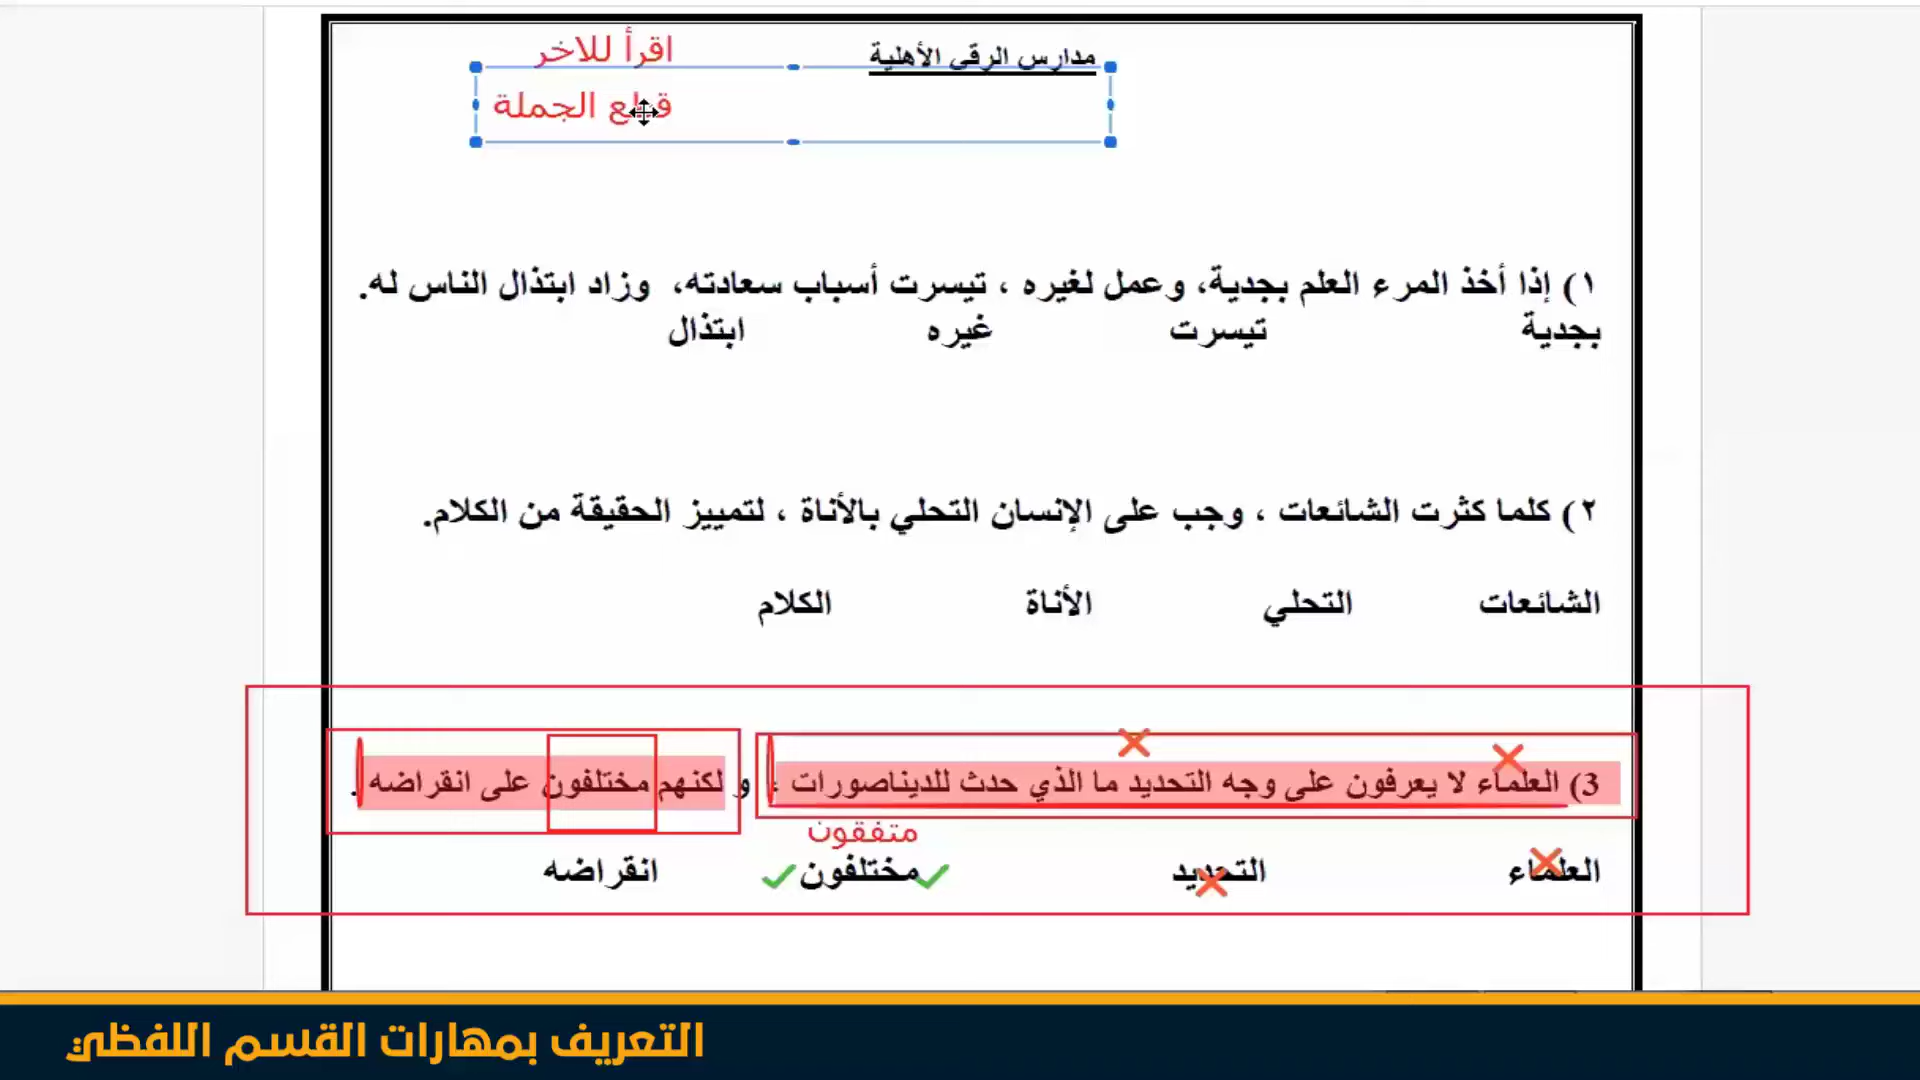 مدارس الرقي الأهلية
اقرأ للاخر
قطع الجملة
١) إذا أخذ المرء العلم بجدية، وعمل لغيره ، تيسرت أسباب سعادته، وزاد ابتذال الناس له.
بجدية تيسرت غيره ابتذال
٢) كلما كثرت الشائعات ، وجب على الإنسان التحلي بالأناة ، لتمييز الحقيقة من الكلام.
الشائعات التحلي الأناة الكلام
3) العلماء لا يعرفون على وجه التحديد ما الذي حدث للديناصورات ، و لكنهم مختلفون على انقراضه .
متفقون
العلماء التحديد مختلفون انقراضه
التعريف بمهارات القسم اللفظي